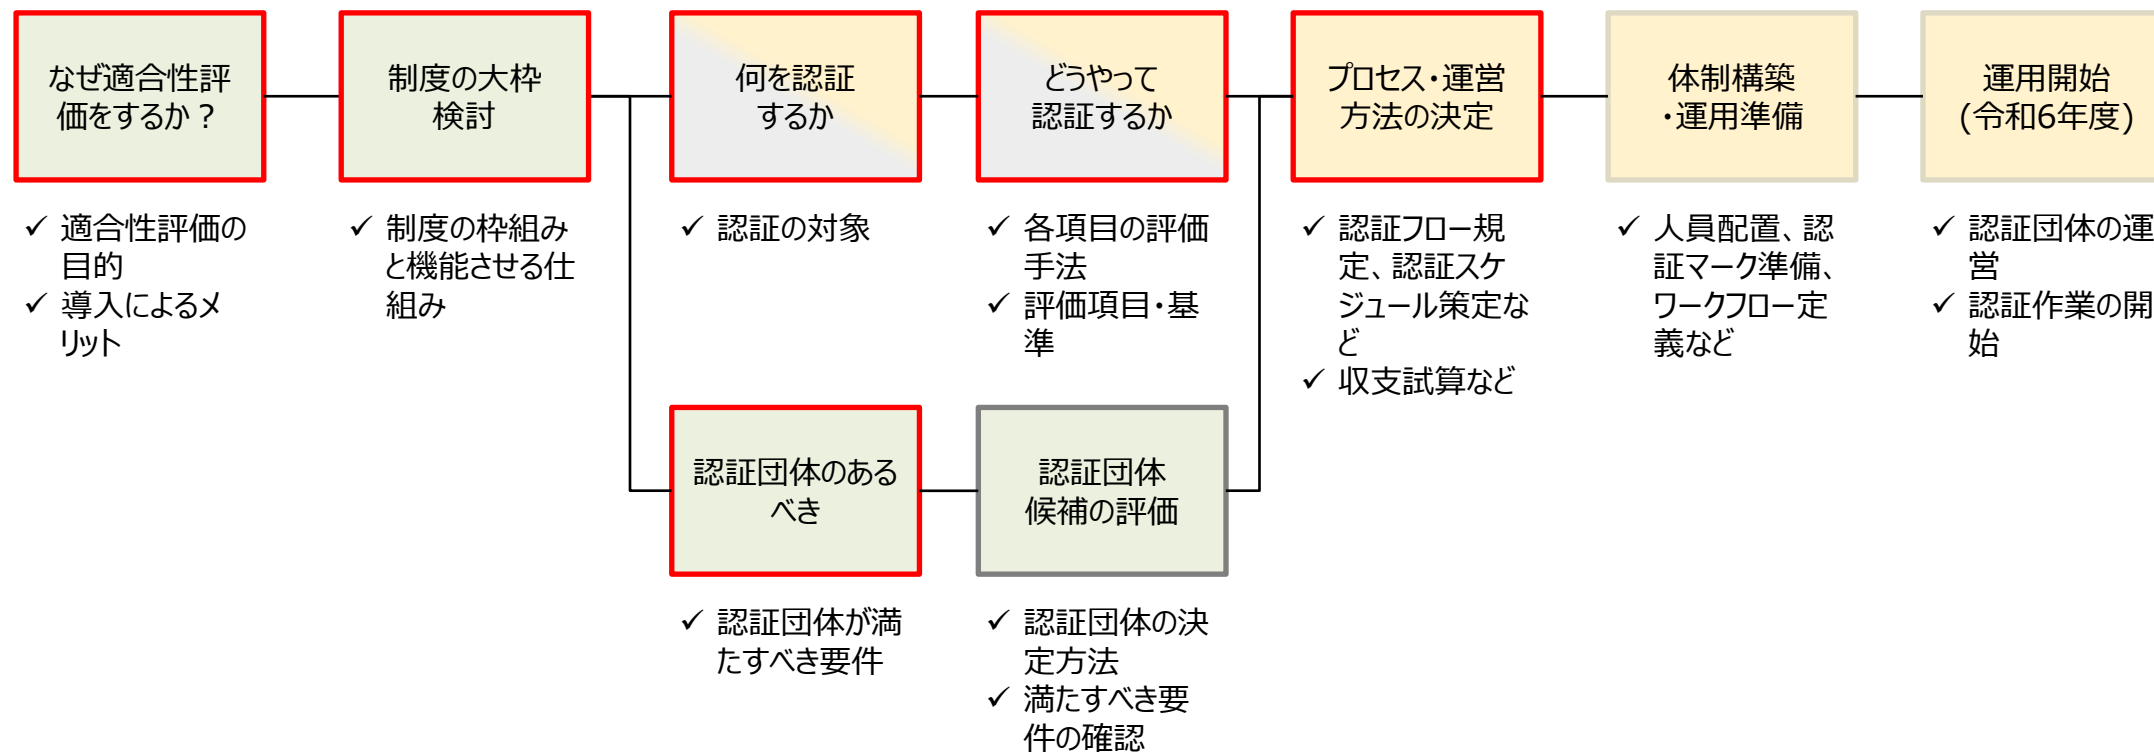 なぜ適合性評
価をするか？
制度の大枠
検討
何を認証
するか
どうやって
認証するか
プロセス・運営
方法の決定
体制構築
・運用準備
運用開始
(令和6年度)
✓ 適合性評価の
目的
✓ 導入によるメ
リット
✓ 制度の枠組み
と機能させる仕
組み
✓ 認証の対象
✓ 各項目の評価
手法
✓ 評価項目・基
準
✓ 認証フロー規
定、認証スケ
ジュール策定な
ど
✓ 収支試算など
✓ 人員配置、認
証マーク準備、
ワークフロー定
義など
✓ 認証団体の運
営
✓ 認証作業の開
始
認証団体のある
べき
認証団体
候補の評価
✓ 認証団体が満
たすべき要件
✓ 認証団体の決
定方法
✓ 満たすべき要
件の確認